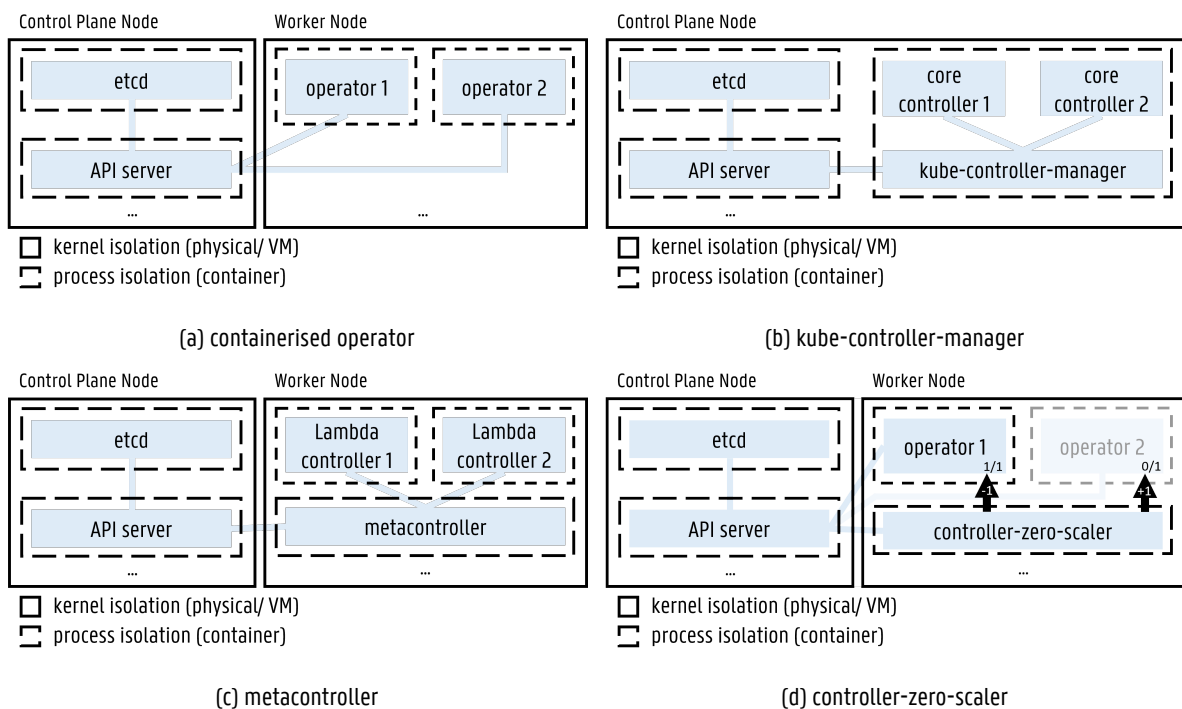 Control Plane Node
Worker Node
etcd
operator 1
operator 2
API server
...
...
kernel isolation (physical/ VM)
process isolation (container)
(a) containerised operator
Control Plane Node
etcd
core
controller 1
core
controller 2
API server
kube-controller-manager
...
kernel isolation (physical/ VM)
process isolation (container)
(b) kube-controller-manager
Control Plane Node
Worker Node
etcd
Lambda
controller 1
Lambda
controller 2
API server
metacontroller
...
...
kernel isolation (physical/ VM)
process isolation (container)
(c) metacontroller
Control Plane Node
Worker Node
etcd
operator 1
1/1
operator 2
0/1
-1
+1
API server
controller-zero-scaler
...
...
kernel isolation (physical/ VM)
process isolation (container)
(d) controller-zero-scaler